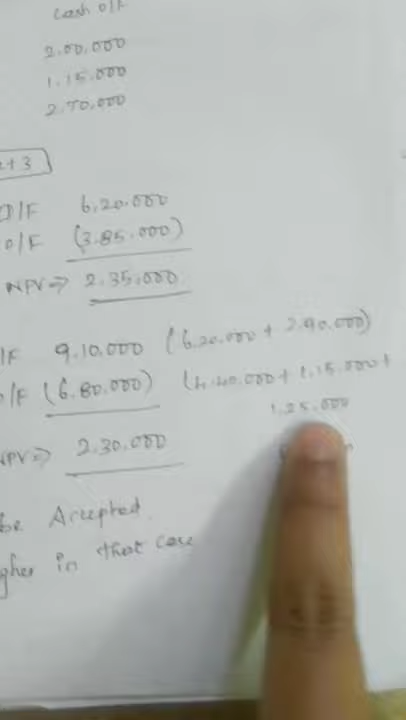 Cash O/F
2.00.000
1.15.000
2.70.000
2+3
I/F 6.20.000
O/F (3.85.000)
NPV⇒ 2.35.000
I/F 9.10.000 (6.20.000 + 2.90.000)
O/F (6.80.000) (4.40.000 + 1.15.000 +
1.25.000
NPV⇒ 2.30.000
be Accepted
higher in that case